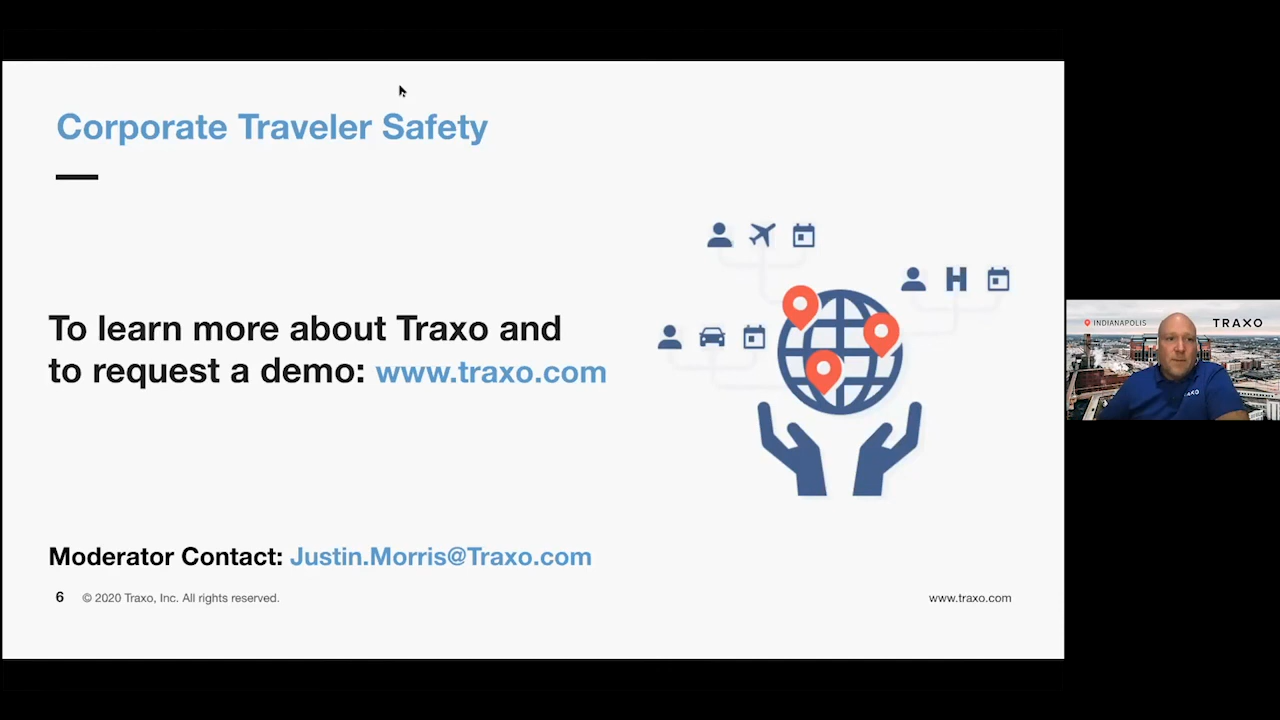 Corporate Traveler Safety
To learn more about Traxo and
to request a demo: www.traxo.com
Moderator Contact: Justin.Morris@Traxo.com
6 © 2020 Traxo, Inc. All rights reserved.
www.traxo.com
INDIANAPOLIS
TRAXO